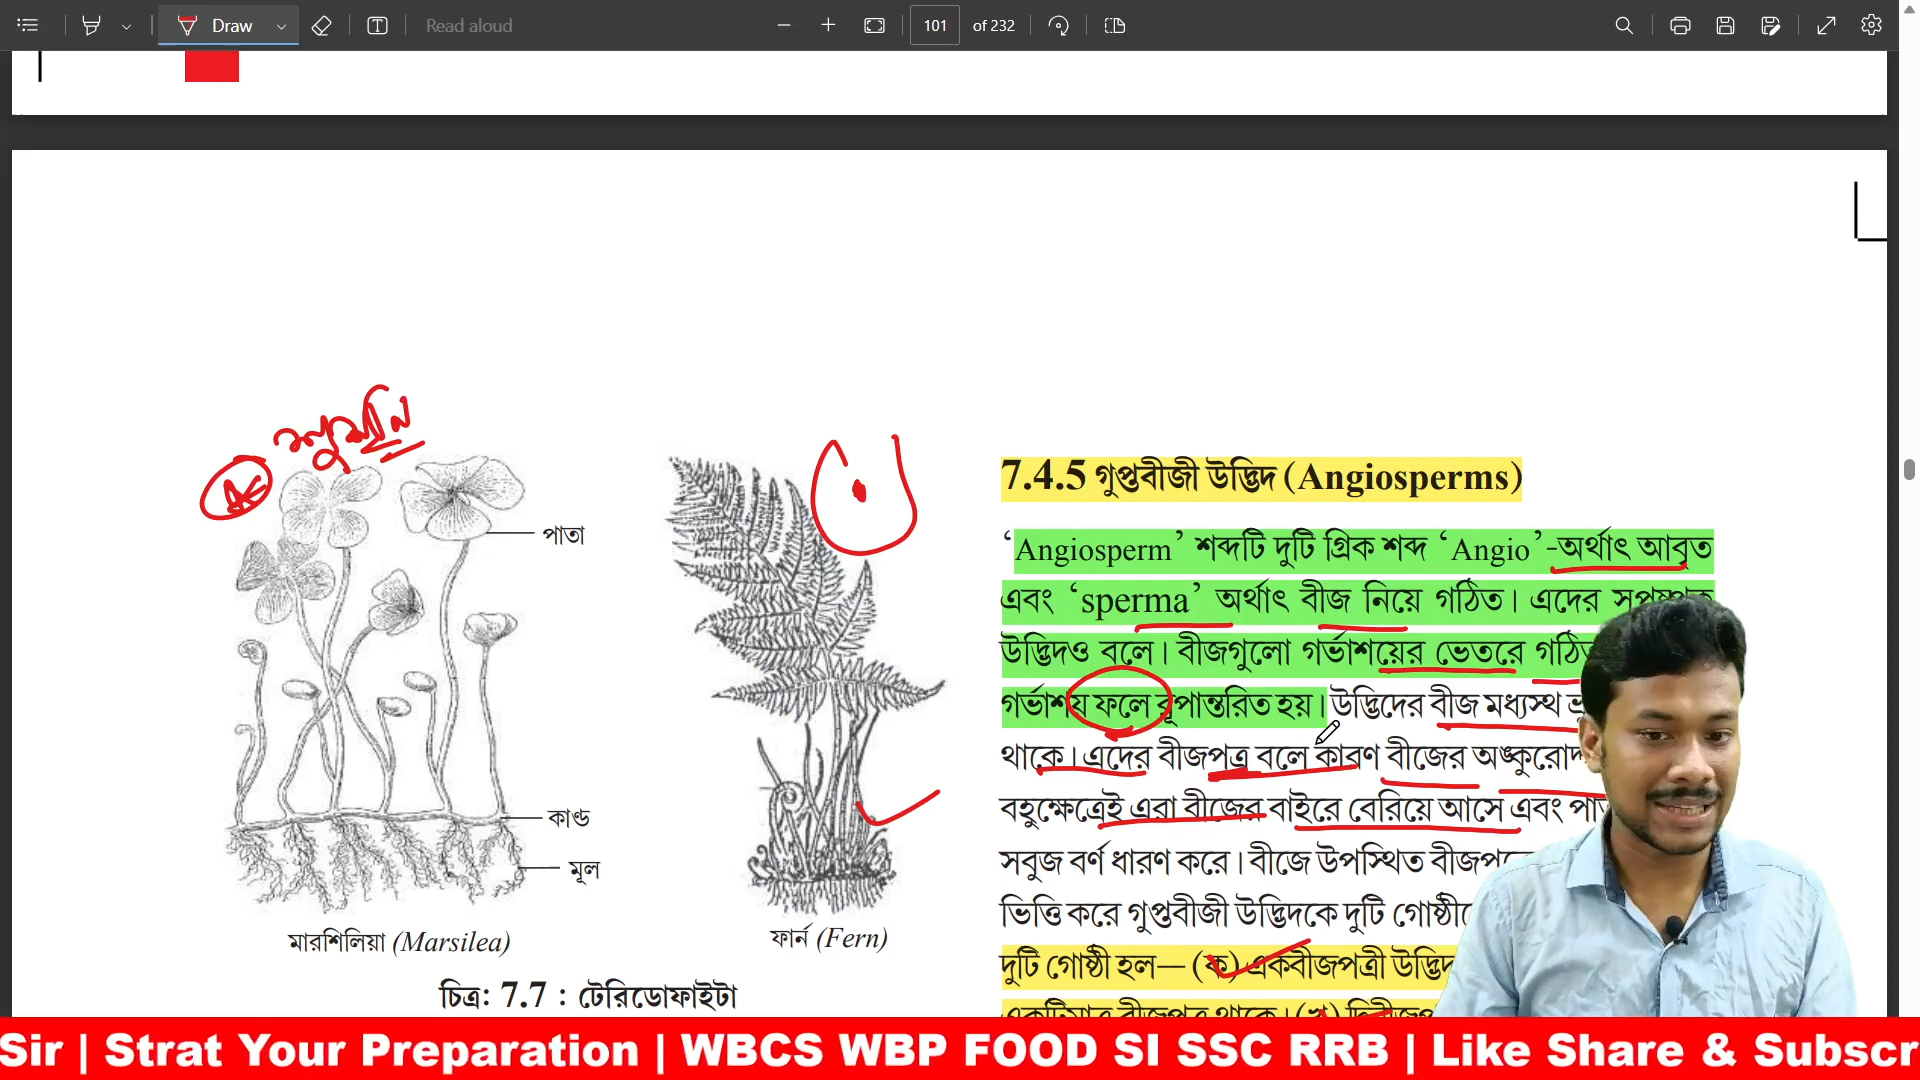 Draw
Read aloud
101 of 232
শুষনি
পাতা
কাণ্ড
মূল
মারশিলিয়া (Marsilea)
ফার্ন (Fern)
চিত্র: 7.7 : টেরিডোফাইটা
7.4.5 গুপ্তবীজী উদ্ভিদ (Angiosperms)
‘Angiosperm’ শব্দটি দুটি গ্রিক শব্দ ‘Angio’-অর্থাৎ আবৃত
এবং ‘sperma’ অর্থাৎ বীজ নিয়ে গঠিত। এদের সপুষ্পক
উদ্ভিদও বলে। বীজগুলো গর্ভাশয়ের ভেতরে
গর্ভাশয় ফলে রূপান্তরিত হয়। উদ্ভিদের বীজ মধ্যস্থ
থাকে। এদের বীজপত্র বলে কারণ বীজের
বহুক্ষেত্রেই এরা বীজের বাইরে বেরিয়ে আসে এবং
সবুজ বর্ণ ধারণ করে। বীজে উপস্থিত
ভিত্তি করে গুপ্তবীজী উদ্ভিদকে দুটি
দুটি গোষ্ঠী হল— (ক) একবীজপত্রী
একটিমাত্র বীজপত্র থাকে। (খ)
Sir | Strat Your Preparation | WBCS WBP FOOD SI SSC RRB | Like Share & Subscr